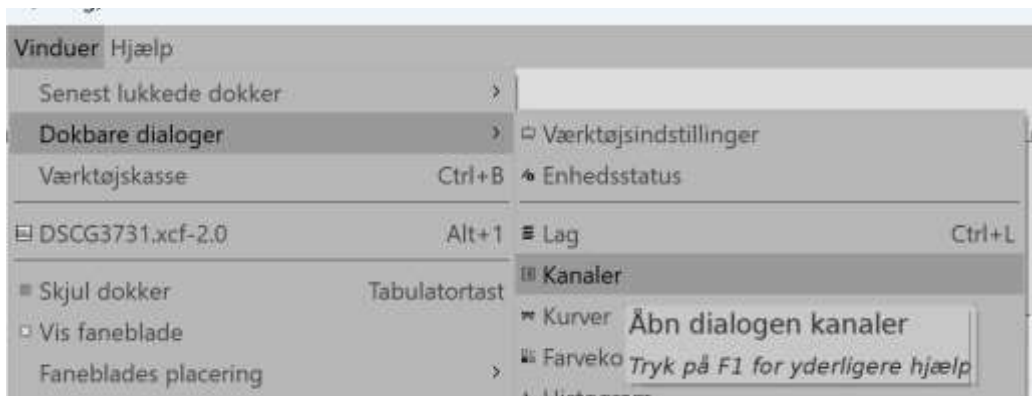 Vinduer Hjælp
Senest lukkede dokker
Dokbare dialoger
Værktøjskasse Ctrl+B
DSCG3731.xcf-2.0 Alt+1
Skjul dokker Tabulatortast
Vis faneblade
Faneblades placering
Værktøjsindstillinger
Enhedsstatus
Lag Ctrl+L
Kanaler
Kurver
Farveko
Åbn dialogen kanaler
Tryk på F1 for yderligere hjælp